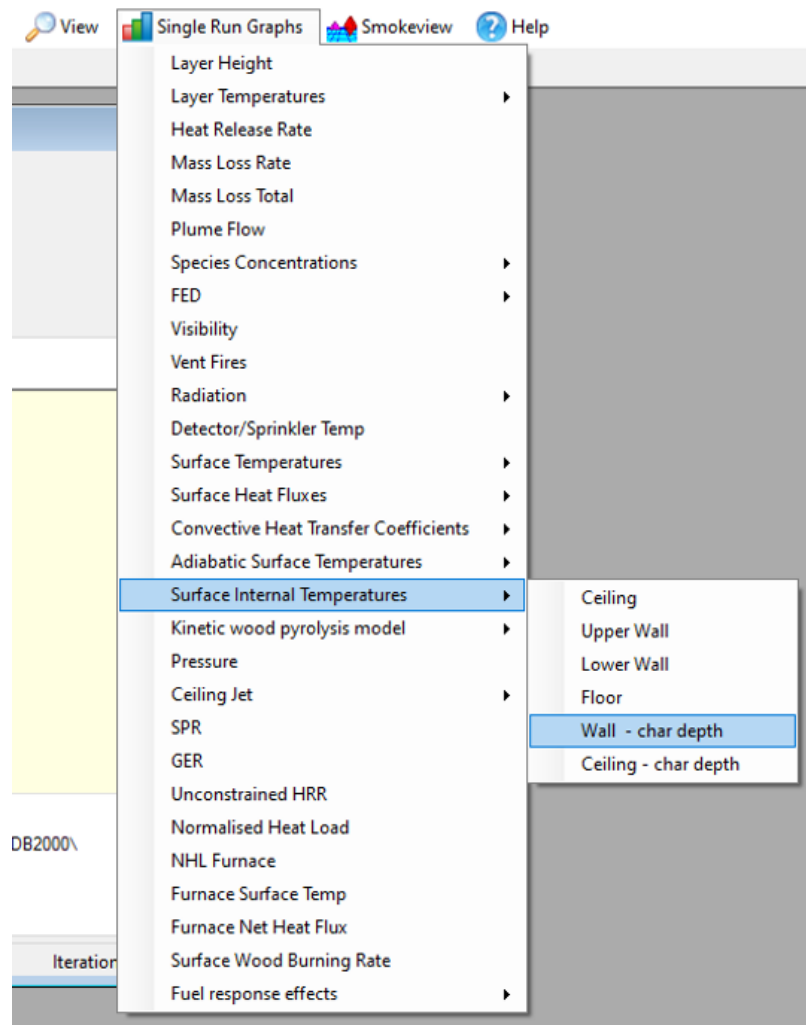 View
Single Run Graphs
Smokeview
Help
Layer Height
Layer Temperatures
Heat Release Rate
Mass Loss Rate
Mass Loss Total
Plume Flow
Species Concentrations
FED
Visibility
Vent Fires
Radiation
Detector/Sprinkler Temp
Surface Temperatures
Surface Heat Fluxes
Convective Heat Transfer Coefficients
Adiabatic Surface Temperatures
Surface Internal Temperatures
Kinetic wood pyrolysis model
Pressure
Ceiling Jet
SPR
GER
Unconstrained HRR
Normalised Heat Load
NHL Furnace
Furnace Surface Temp
Furnace Net Heat Flux
Surface Wood Burning Rate
Fuel response effects
Ceiling
Upper Wall
Lower Wall
Floor
Wall - char depth
Ceiling - char depth
DB2000\
Iteration